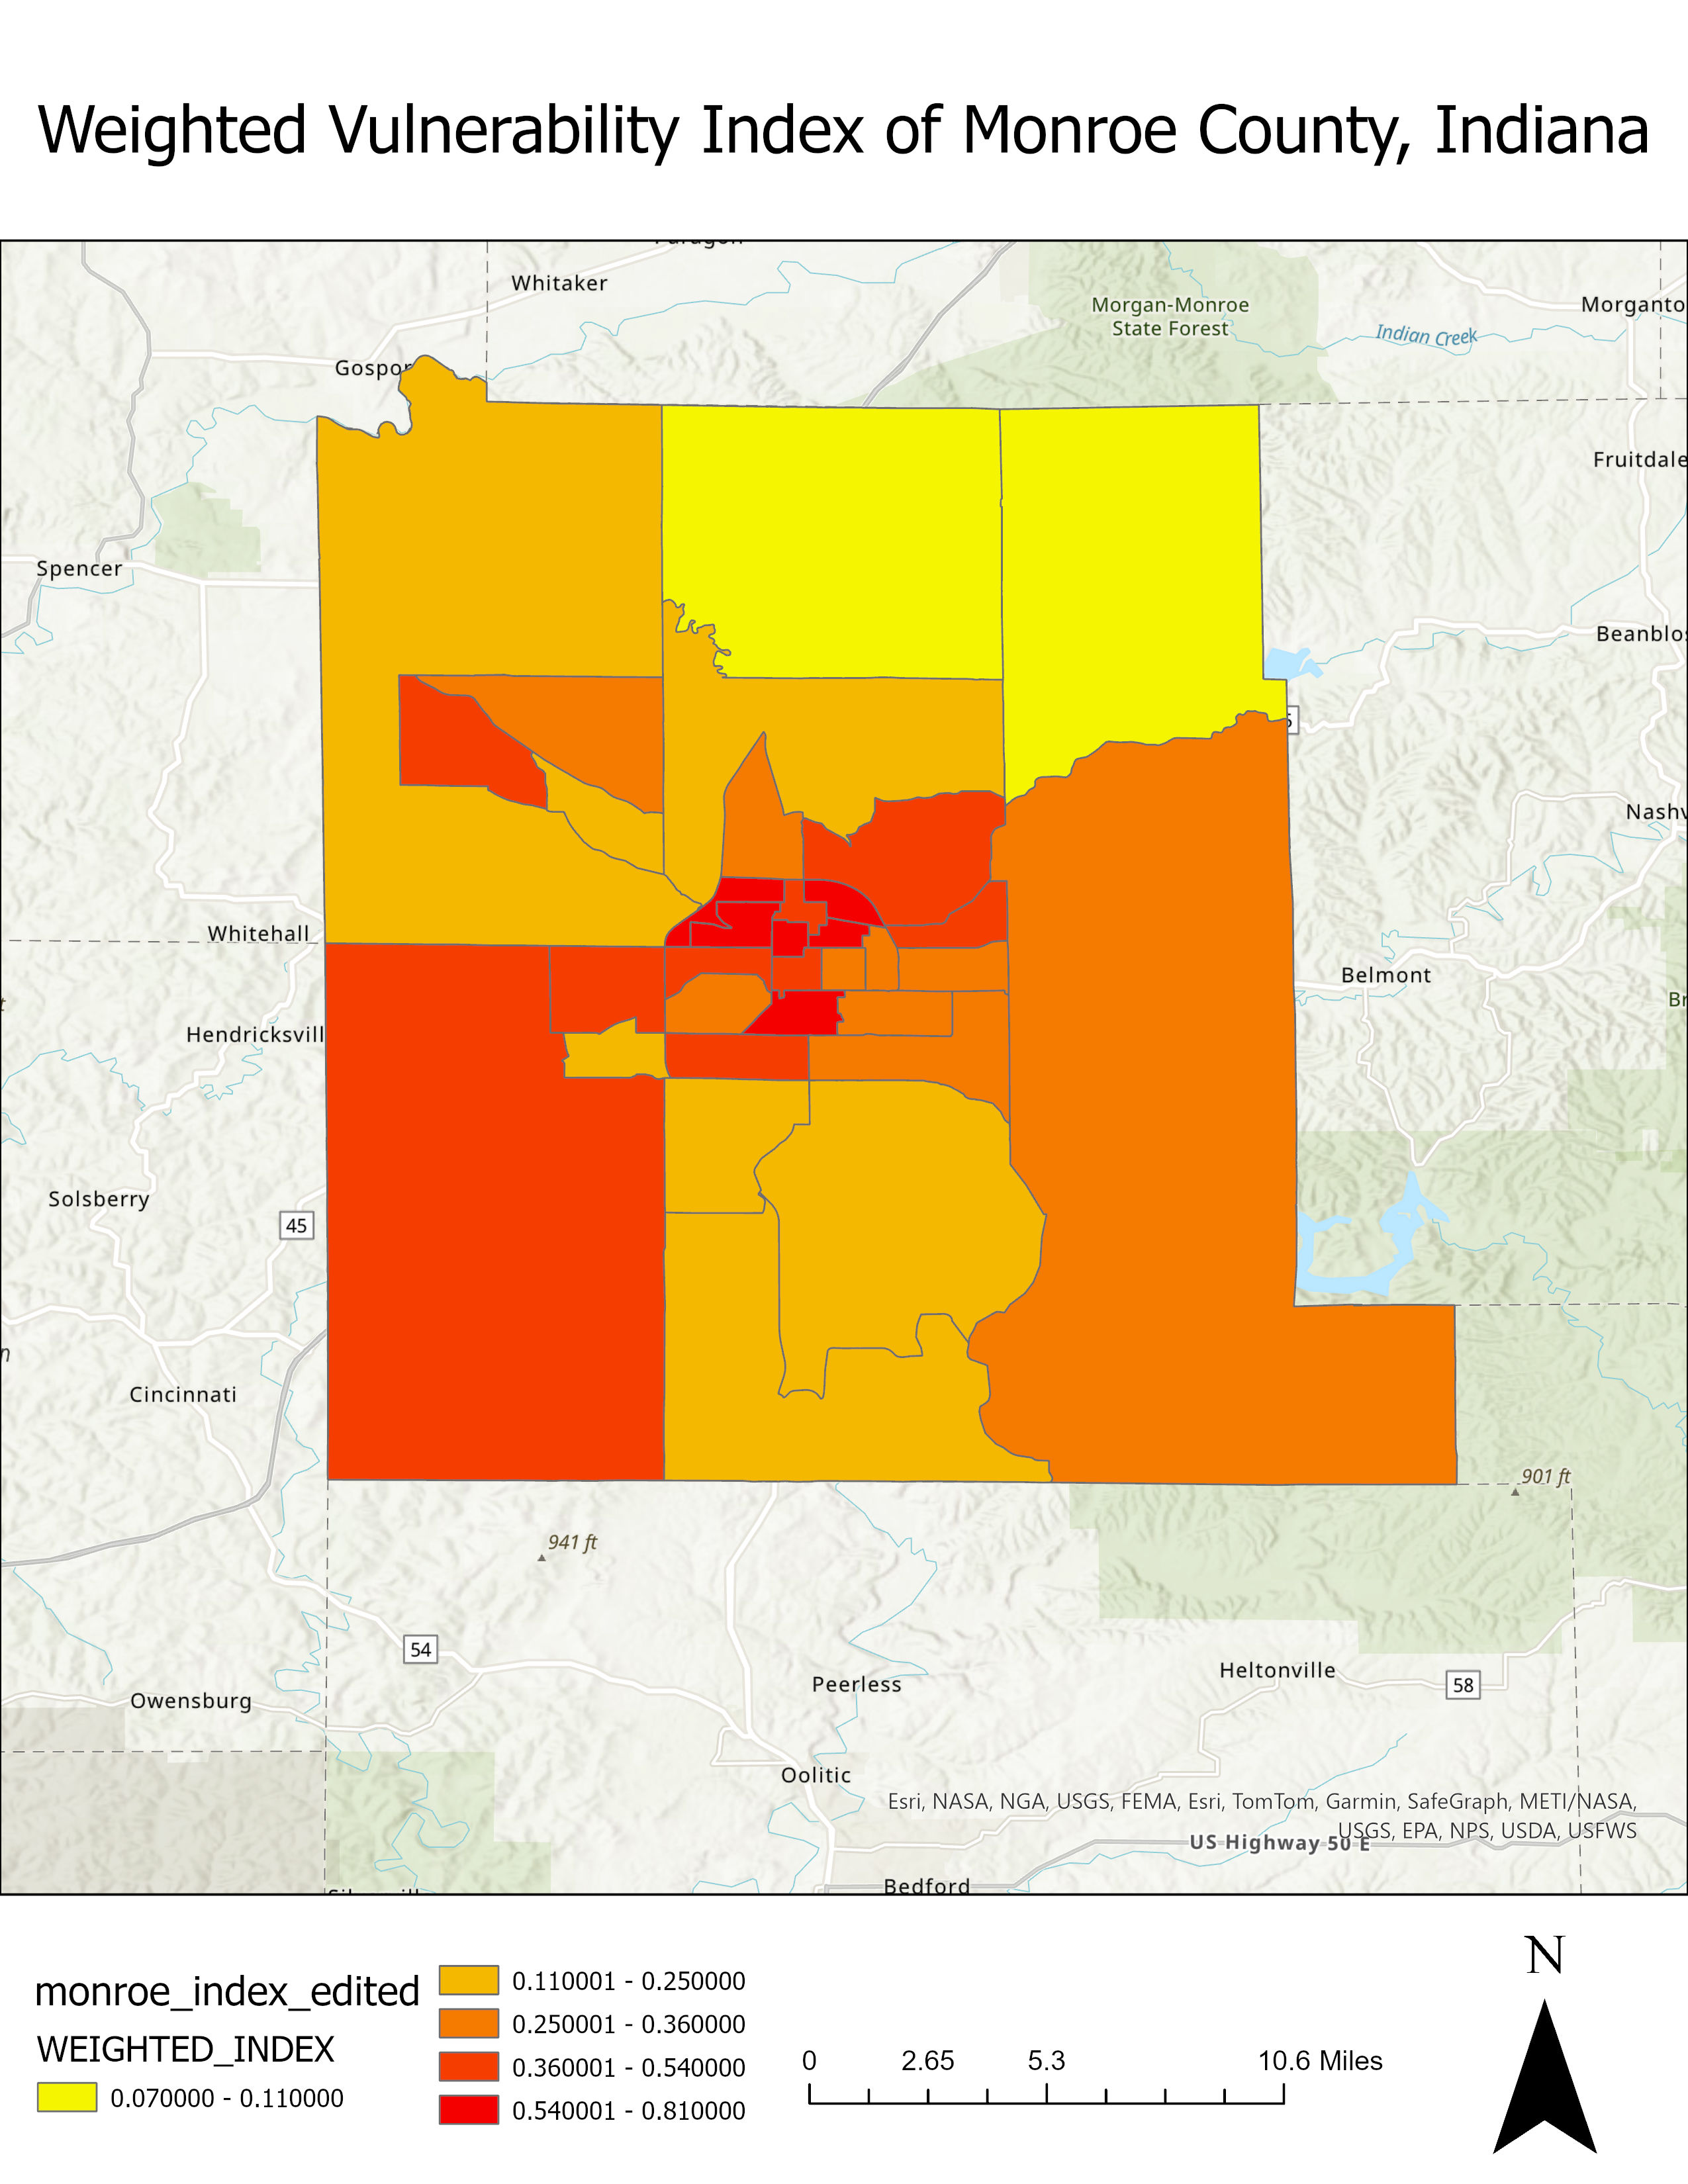 Weighted Vulnerability Index of Monroe County, Indiana
Whitaker
Morgan-Monroe
State Forest
Morganto
Indian Creek
Gospor
Fruitdale
Spencer
Beanblos
Nashv
Whitehall
Belmont
Br
Hendricksvill
Solsberry
45
Cincinnati
901 ft
941 ft
54
Peerless
Heltonville
58
Owensburg
Oolitic
Esri, NASA, NGA, USGS, FEMA, Esri, TomTom, Garmin, SafeGraph, METI/NASA,
USGS, EPA, NPS, USDA, USFWS
US Highway 50 E
Bedford
monroe_index_edited
WEIGHTED_INDEX
0.070000 - 0.110000
0.110001 - 0.250000
0.250001 - 0.360000
0.360001 - 0.540000
0.540001 - 0.810000
0 2.65 5.3 10.6 Miles
N